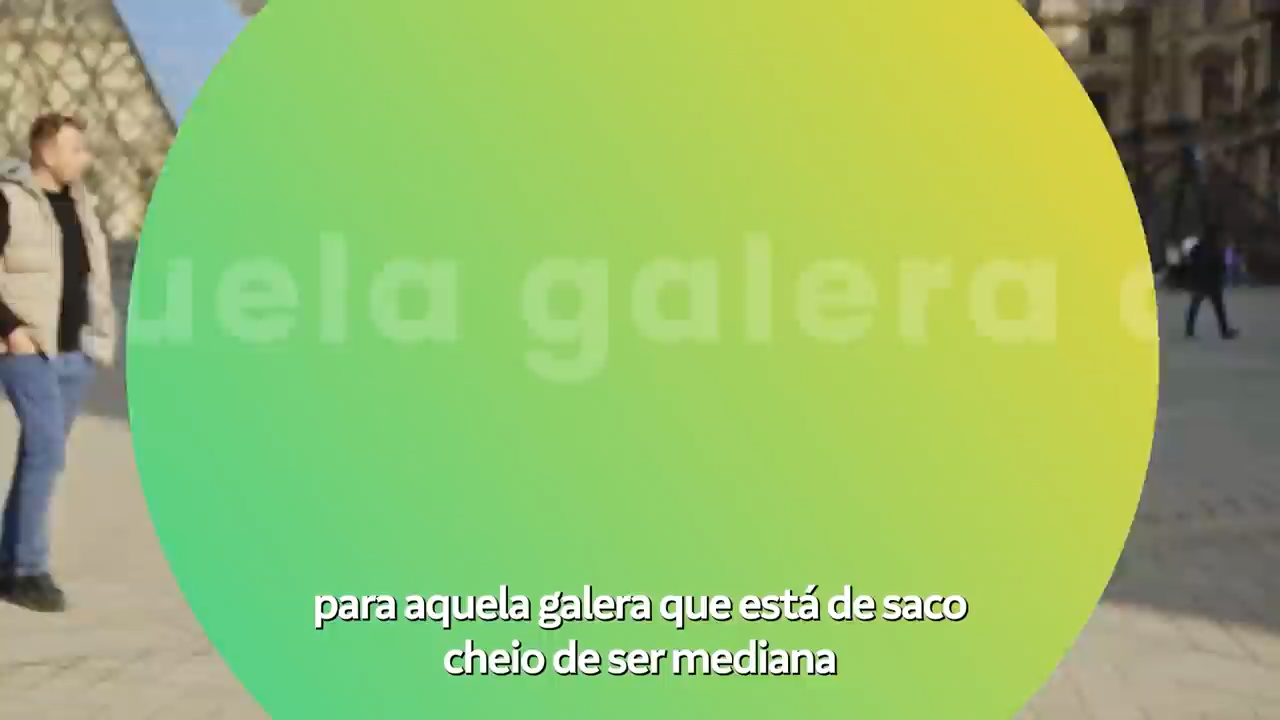 uela galera
para aquela galera que está de saco
cheio de ser mediana